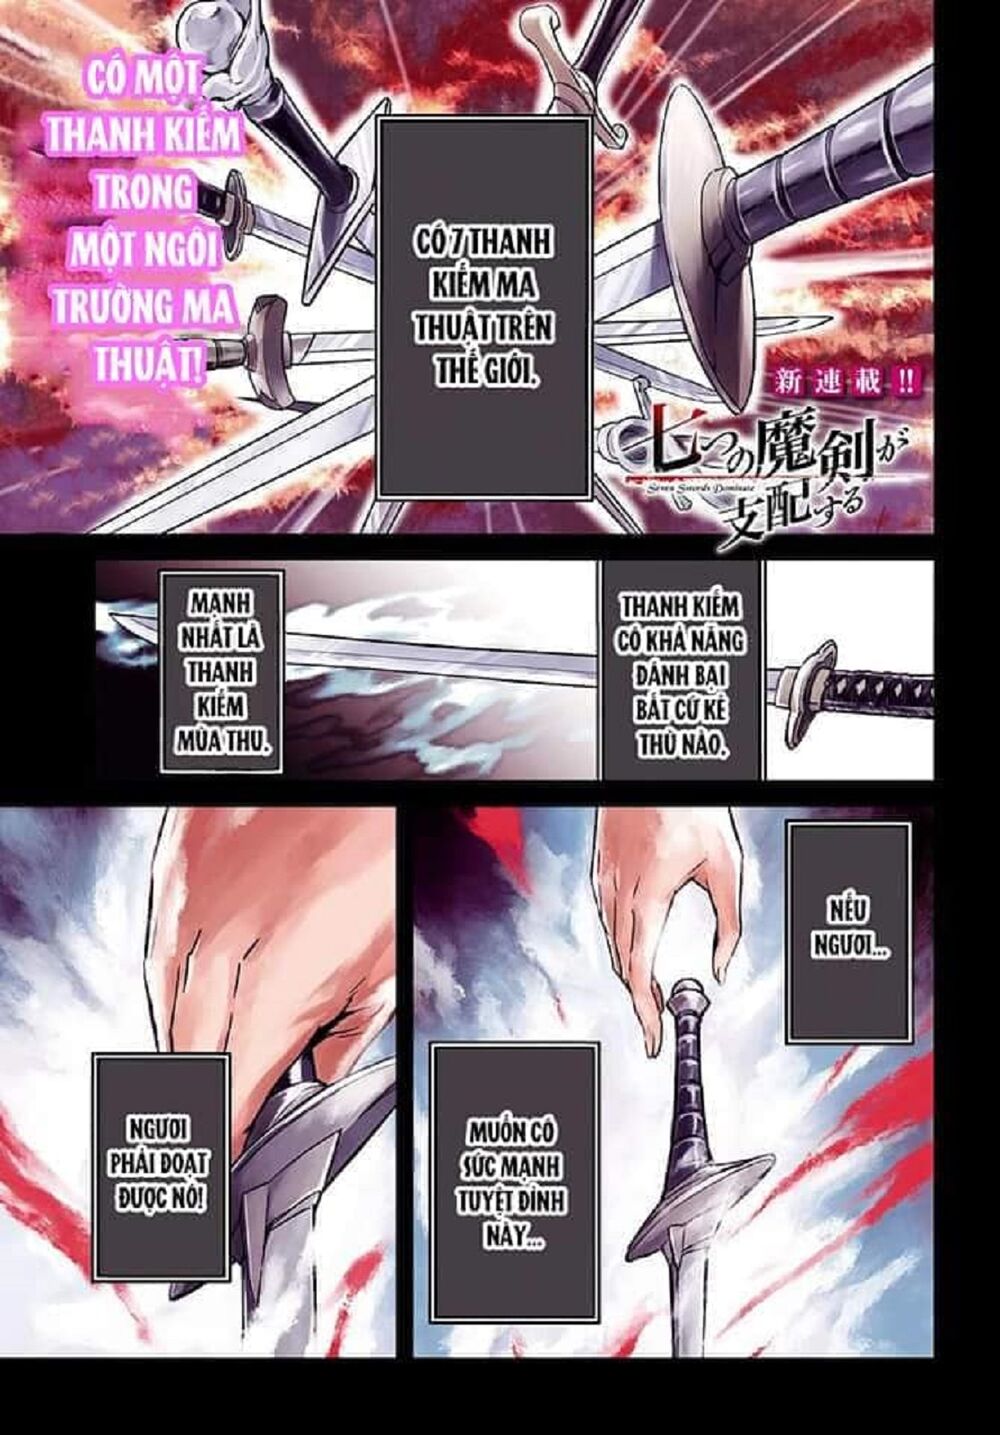 CÓ MỘT
THANH KIẾM
TRONG
MỘT NGÔI
TRƯỜNG MA
THUẬT!
CÓ 7 THANH
KIẾM MA
THUẬT TRÊN
THẾ GIỚI.
新連載!!
七つの魔剣が
Seven Swords Dominate
支配する
THANH KIẾM
CÓ KHẢ NĂNG
ĐÁNH BẠI
BẤT CỨ KẺ
THÙ NÀO.
MẠNH
NHẤT LÀ
THANH
KIẾM
MÙA THU.
NẾU
NGƯƠI...
MUỐN CÓ
SỨC MẠNH
TUYỆT ĐỈNH
NÀY...
NGƯƠI
PHẢI ĐOẠT
ĐƯỢC NÓ!